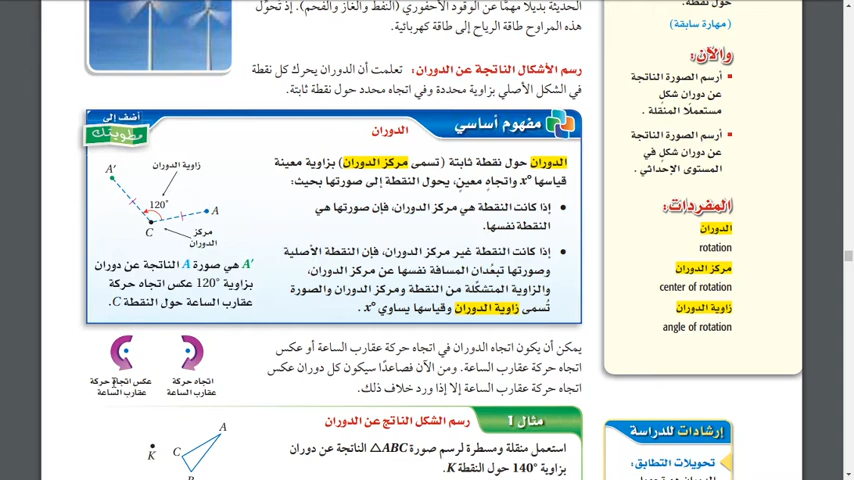 الحديثة بديلًا مهمًّا عن الوقود الأحفوري (النفط والغاز والفحم). إذ تحوّل
هذه المراوح طاقة الرياح إلى طاقة كهربائية.
رسم الأشكال الناتجة عن الدوران: تعلمت أن الدوران يحرك كل نقطة
في الشكل الأصلي بزاوية محددة وفي اتجاه محدد حول نقطة ثابتة.
مفهوم أساسي
الدوران
أضف إلى
مطويتك
الدوران حول نقطة ثابتة (تسمى مركز الدوران) بزاوية معينة
قياسها x° واتجاهٍ معينٍ، يحول النقطة إلى صورتها بحيث:
• إذا كانت النقطة هي مركز الدوران، فإن صورتها هي
النقطة نفسها.
• إذا كانت النقطة غير مركز الدوران، فإن النقطة الأصلية
وصورتها تبعُدان المسافة نفسها عن مركز الدوران،
والزاوية المتشكّلة من النقطة ومركز الدوران والصورة
تُسمى زاوية الدوران وقياسها يساوي x° .
زاوية الدوران
A'
120°
A
C
مركز
الدوران
A' هي صورة A الناتجة عن دوران
بزاوية 120° عكس اتجاه حركة
عقارب الساعة حول النقطة C.
يمكن أن يكون اتجاه الدوران في اتجاه حركة عقارب الساعة أو عكس
اتجاه حركة عقارب الساعة. ومن الآن فصاعدًا سيكون كل دوران عكس
اتجاه حركة عقارب الساعة إلا إذا ورد خلاف ذلك.
اتجاه حركة
عقارب الساعة
عكس اتجاه حركة
عقارب الساعة
مثال 1
رسم الشكل الناتج عن الدوران
استعمل منقلة ومسطرة لرسم صورة △ABC الناتجة عن دوران
بزاوية 140° حول النقطة K.
A
C
K
B
حول نقطة.
(مهارة سابقة)
والآن:
▪ أرسم الصورة الناتجة
عن دوران شكلٍ
مستعملًا المنقلة .
▪ أرسم الصورة الناتجة
عن دوران شكلٍ في
المستوى الإحداثي .
المفردات:
الدوران
rotation
مركز الدوران
center of rotation
زاوية الدوران
angle of rotation
إرشادات للدراسة
تحويلات التطابق: